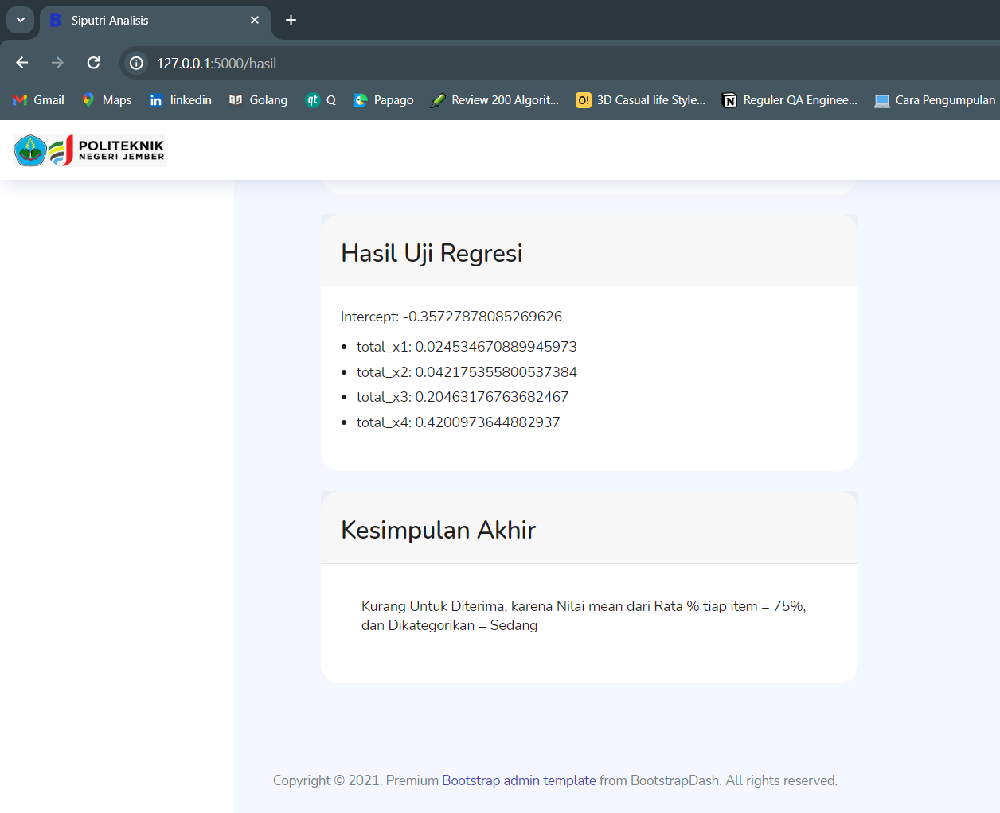 Siputri Analisis
127.0.0.1:5000/hasil
Gmail
Maps
linkedin
Golang
Q
Papago
Review 200 Algorit...
3D Casual life Style...
Reguler QA Enginee...
Cara Pengumpulan
POLITEKNIK
NEGERI JEMBER
Hasil Uji Regresi
Intercept: -0.35727878085269626
• total_x1: 0.024534670889945973
• total_x2: 0.042175355800537384
• total_x3: 0.20463176763682467
• total_x4: 0.4200973644882937
Kesimpulan Akhir
Kurang Untuk Diterima, karena Nilai mean dari Rata % tiap item = 75%,
dan Dikategorikan = Sedang
Copyright © 2021. Premium Bootstrap admin template from BootstrapDash. All rights reserved.